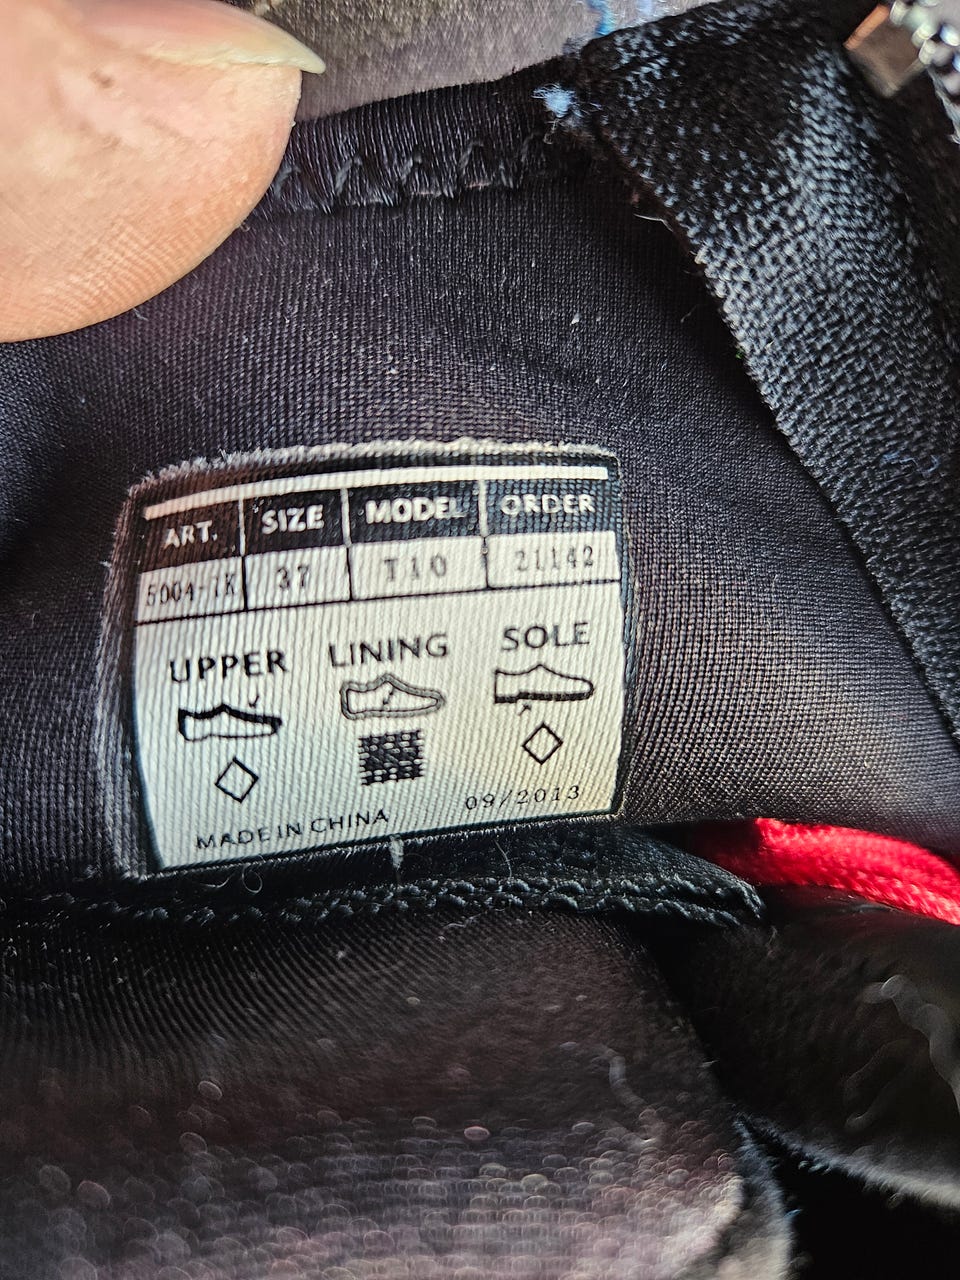 ART. SIZE MODEL ORDER
5004-1K 37 T10 21142
UPPER LINING SOLE
09/2013
MADE IN CHINA